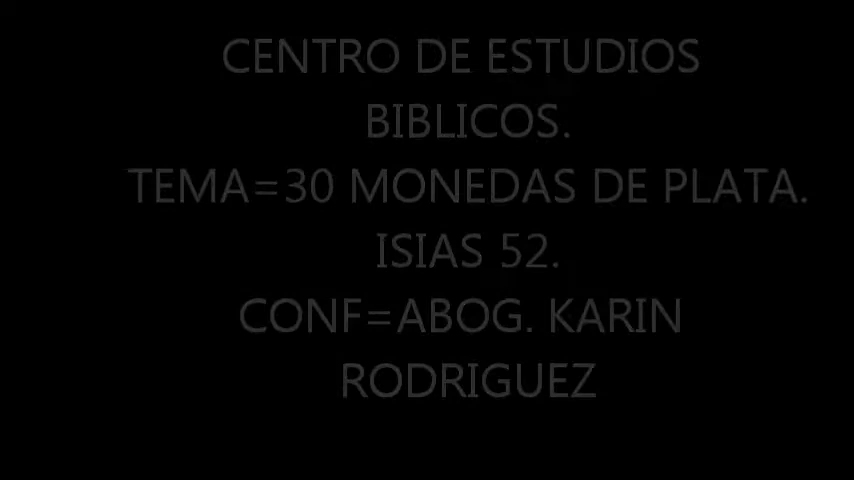 CENTRO DE ESTUDIOS
BIBLICOS.
TEMA=30 MONEDAS DE PLATA.
ISIAS 52.
CONF=ABOG. KARIN
RODRIGUEZ